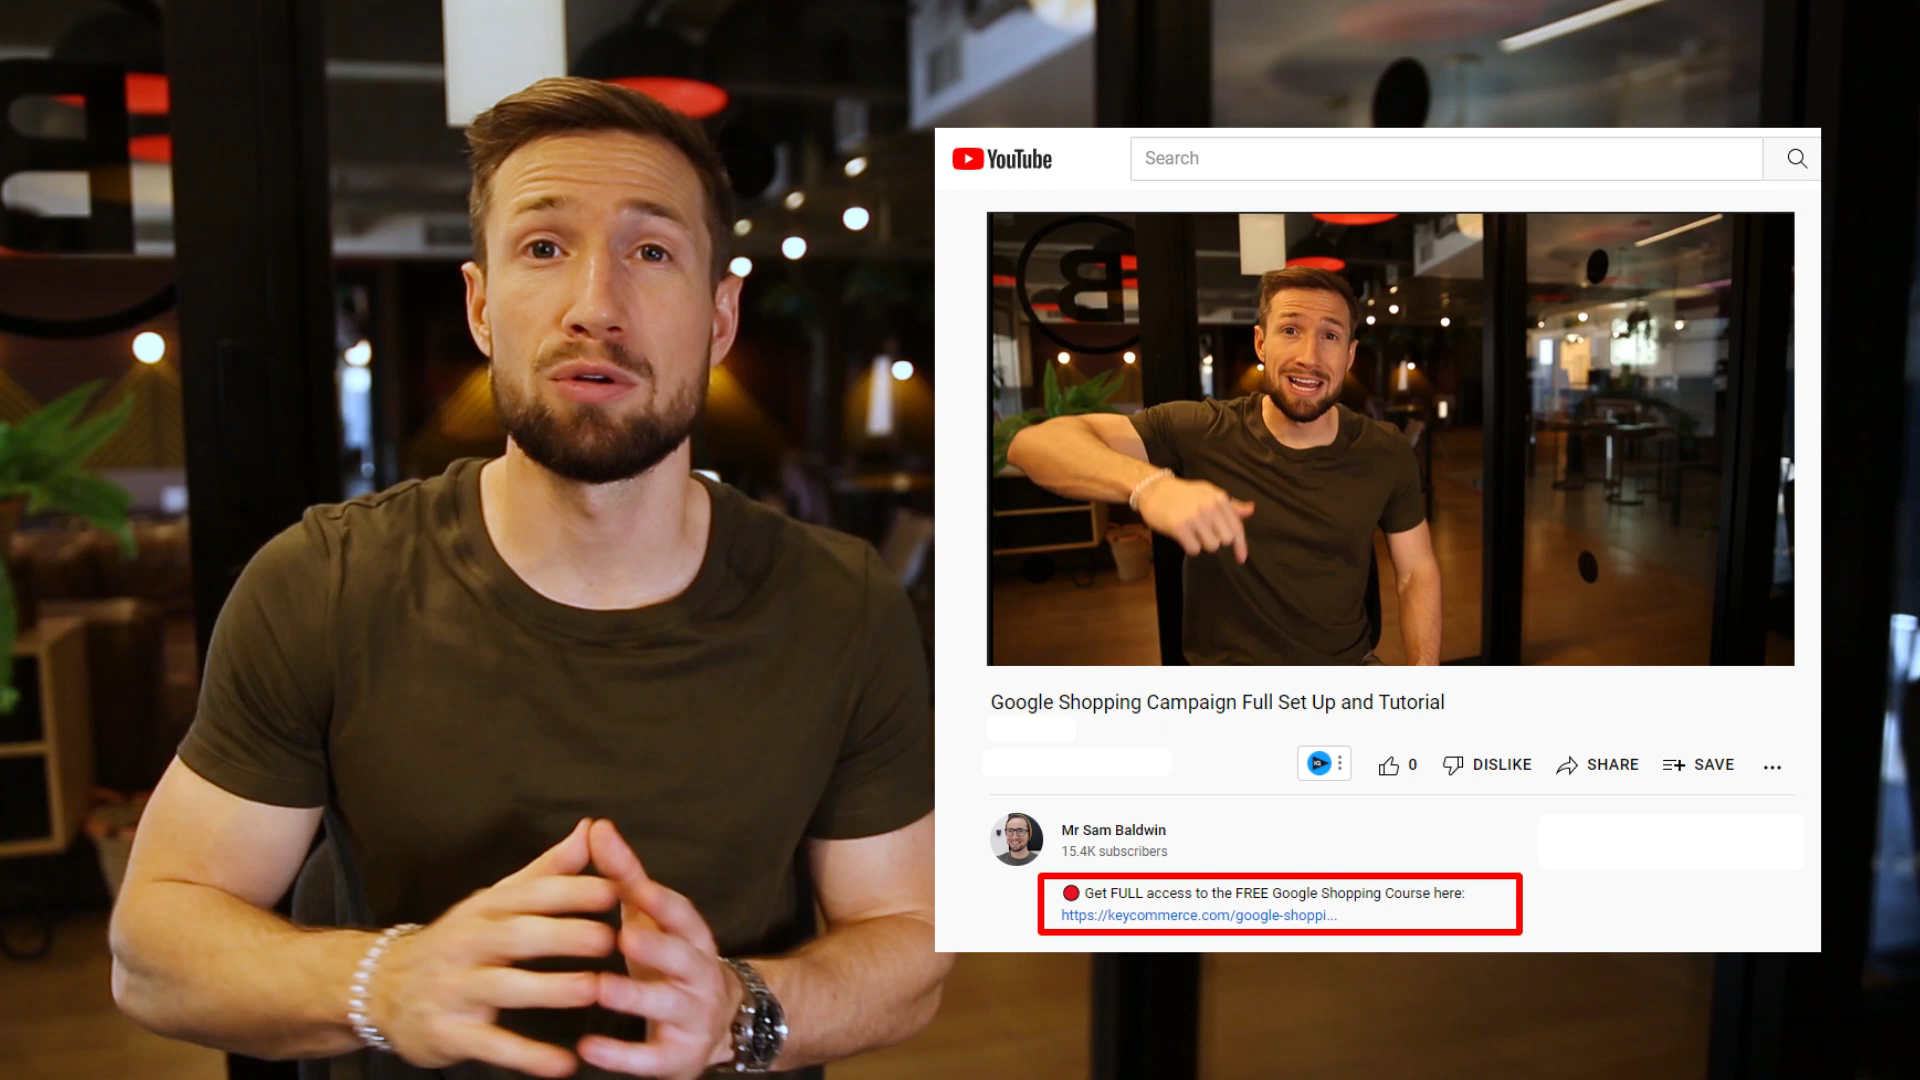 YouTube
Search
Google Shopping Campaign Full Set Up and Tutorial
0
DISLIKE
SHARE
SAVE
Mr Sam Baldwin
15.4K subscribers
Get FULL access to the FREE Google Shopping Course here:
https://keycommerce.com/google-shoppi...